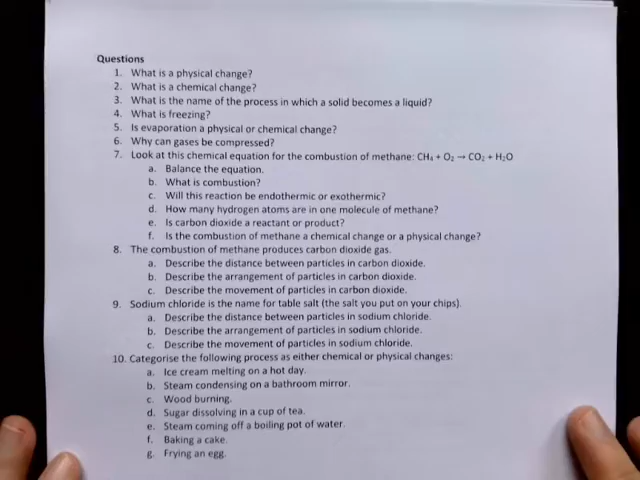 Questions
1. What is a physical change?
2. What is a chemical change?
3. What is the name of the process in which a solid becomes a liquid?
4. What is freezing?
5. Is evaporation a physical or chemical change?
6. Why can gases be compressed?
7. Look at this chemical equation for the combustion of methane: CH₄ + O₂ → CO₂ + H₂O
a. Balance the equation.
b. What is combustion?
c. Will this reaction be endothermic or exothermic?
d. How many hydrogen atoms are in one molecule of methane?
e. Is carbon dioxide a reactant or product?
f. Is the combustion of methane a chemical change or a physical change?
8. The combustion of methane produces carbon dioxide gas.
a. Describe the distance between particles in carbon dioxide.
b. Describe the arrangement of particles in carbon dioxide.
c. Describe the movement of particles in carbon dioxide.
9. Sodium chloride is the name for table salt (the salt you put on your chips).
a. Describe the distance between particles in sodium chloride.
b. Describe the arrangement of particles in sodium chloride.
c. Describe the movement of particles in sodium chloride.
10. Categorise the following process as either chemical or physical changes:
a. Ice cream melting on a hot day.
b. Steam condensing on a bathroom mirror.
c. Wood burning.
d. Sugar dissolving in a cup of tea.
e. Steam coming off a boiling pot of water.
f. Baking a cake.
g. Frying an egg.